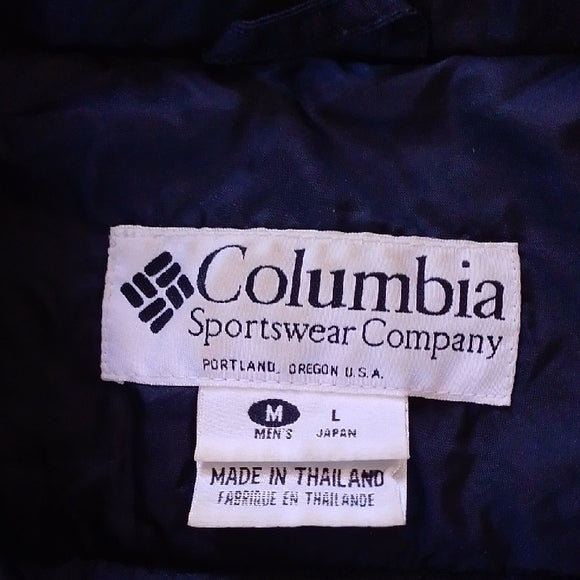 Columbia
Sportswear Company
PORTLAND, OREGON U.S.A.
M L
MEN'S JAPAN
MADE IN THAILAND
FABRIQUE EN THAILANDE